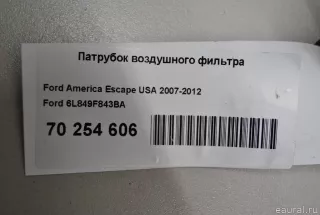 Патрубок воздушного фильтра
Ford America Escape USA 2007-2012
Ford 6L849F843BA
70 254 606
eaural.ru